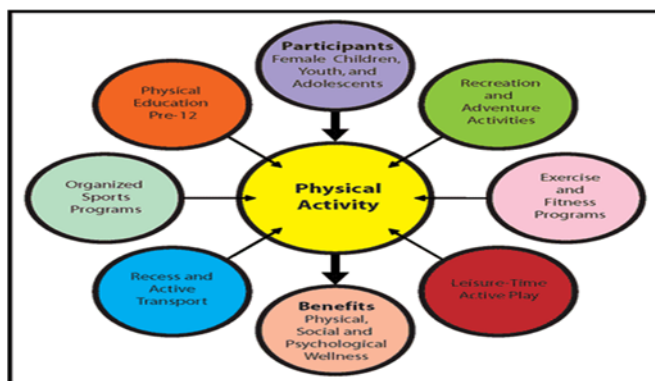 Participants
Female Children,
Youth, and
Adolescents
Physical
Education
Pre-12
Recreation
and
Adventure
Activities
Organized
Sports
Programs
Physical
Activity
Exercise
and
Fitness
Programs
Recess and
Active
Transport
Leisure-Time
Active Play
Benefits
Physical,
Social and
Psychological
Wellness